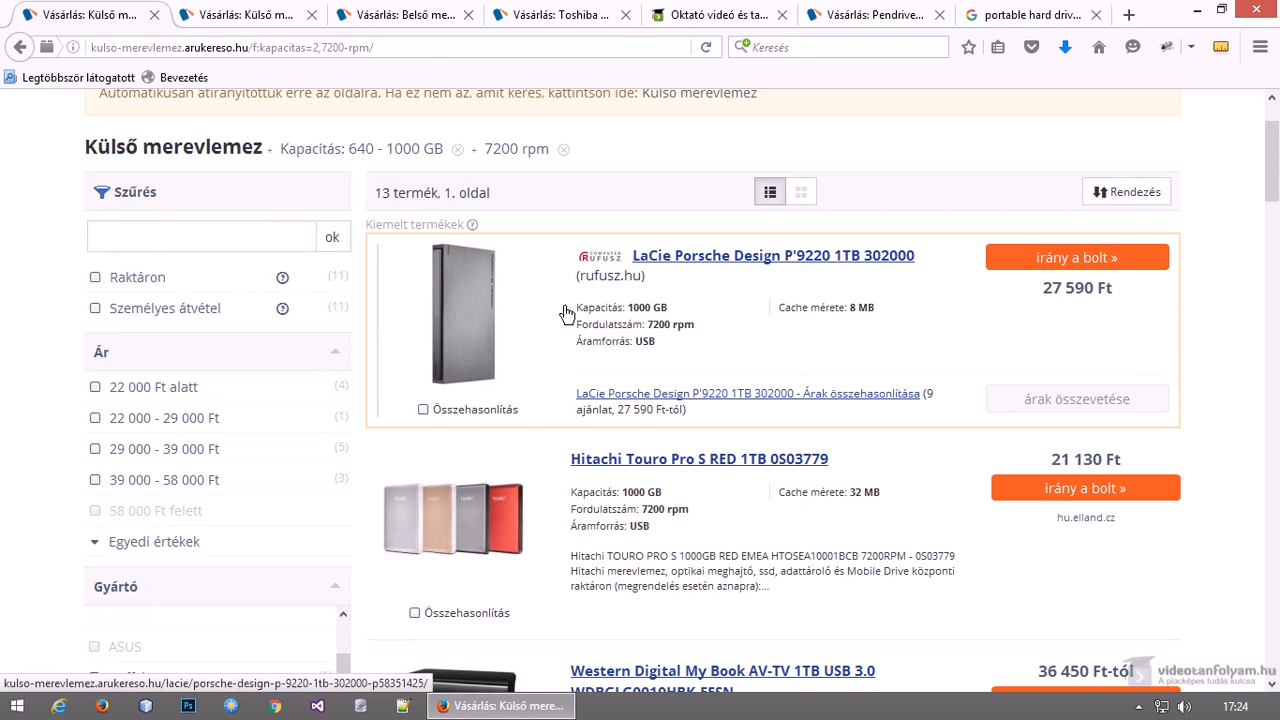 Vásárlás: Külső m...
Vásárlás: Külső m...
Vásárlás: Belső me...
Vásárlás: Toshiba ...
Oktató videó és ta...
Vásárlás: Pendrive...
portable hard driv...
kulso-merevlemez.arukereso.hu/f:kapacitas=2,7200-rpm/
Keresés
Legtöbbször látogatott
Bevezetés
Automatikusan átirányítottuk erre az oldalra. Ha ez nem az, amit keres, kattintson ide: Külső merevlemez
Külső merevlemez - Kapacitás: 640 - 1000 GB + 7200 rpm
Szűrés
13 termék, 1. oldal
Rendezés
Kiemelt termékek
ok
Raktáron (11)
Személyes átvétel (11)
Ár
22 000 Ft alatt (4)
22 000 - 29 000 Ft (1)
29 000 - 39 000 Ft (5)
39 000 - 58 000 Ft (3)
58 000 Ft felett
Egyedi értékek
Gyártó
ASUS
COMPUTER RUFUSZ
LaCie Porsche Design P'9220 1TB 302000
(rufusz.hu)
irány a bolt »
27 590 Ft
Kapacitás: 1000 GB
Cache mérete: 8 MB
Fordulatszám: 7200 rpm
Áramforrás: USB
LaCie Porsche Design P'9220 1TB 302000 - Árak összehasonlítása (9
ajánlat, 27 590 Ft-tól)
árak összevetése
Összehasonlítás
Hitachi Touro Pro S RED 1TB 0S03779
21 130 Ft
irány a bolt »
hu.elland.cz
Kapacitás: 1000 GB
Cache mérete: 32 MB
Fordulatszám: 7200 rpm
Áramforrás: USB
Hitachi TOURO PRO S 1000GB RED EMEA HTOSEA10001BCB 7200RPM - 0S03779
Hitachi merevlemez, optikai meghajtó, ssd, adattároló és Mobile Drive központi
raktáron (megrendelés esetén aznapra):...
Összehasonlítás
Western Digital My Book AV-TV 1TB USB 3.0
WDBGLG0010HBK-EESN
36 450 Ft-tól
videotanfolyam.hu
A piacképes tudás kulcsa
kulso-merevlemez.arukereso.hu/lacie/porsche-design-p-9220-1tb-302000-p58351425/
Vásárlás: Külső mere...
17:24